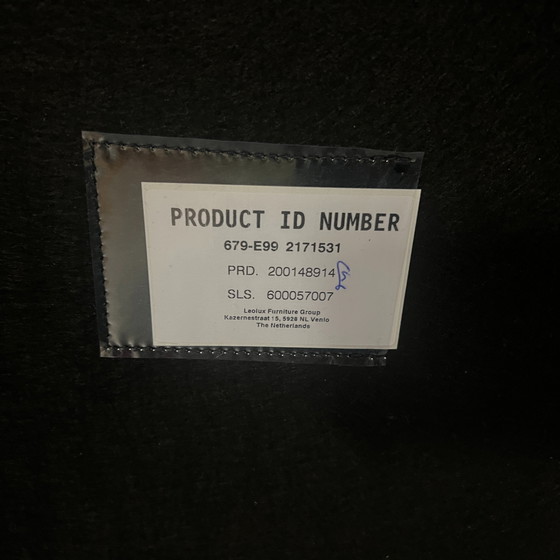 PRODUCT ID NUMBER
679-E99 2171531
PRD. 200148914
SLS. 600057007
Leolux Furniture Group
Kazernestraat 15, 5928 NL Venlo
The Netherlands